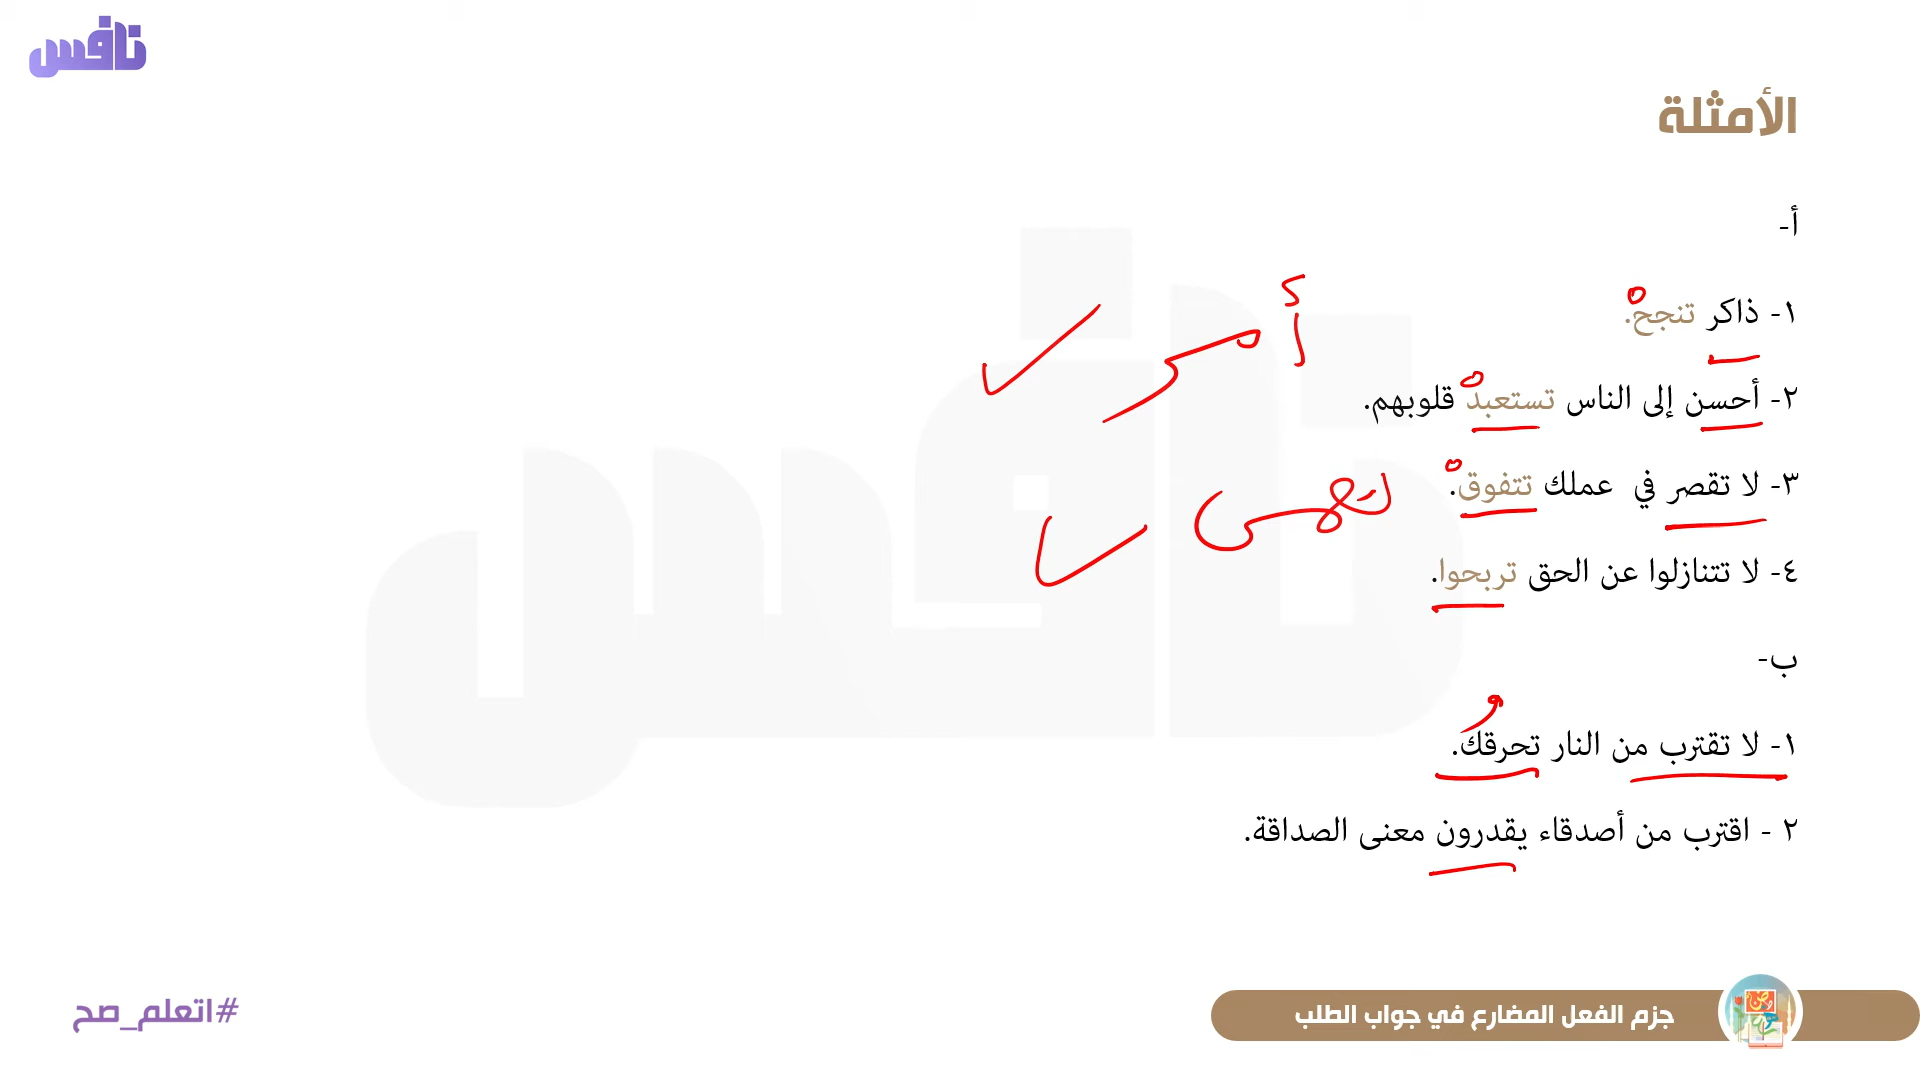 نافس
الأمثلة
أ-
١- ذاكر تنجحْ.
أمر
٢- أحسن إلى الناس تستعبدْ قلوبهم.
٣- لا تقصر في عملك تتفوقْ.
نهى
٤- لا تتنازلوا عن الحق تربحوا.
ب-
١- لا تقترب من النار تحرقُك.
٢ - اقترب من أصدقاء يقدرون معنى الصداقة.
جزم الفعل المضارع في جواب الطلب
#اتعلم_صح